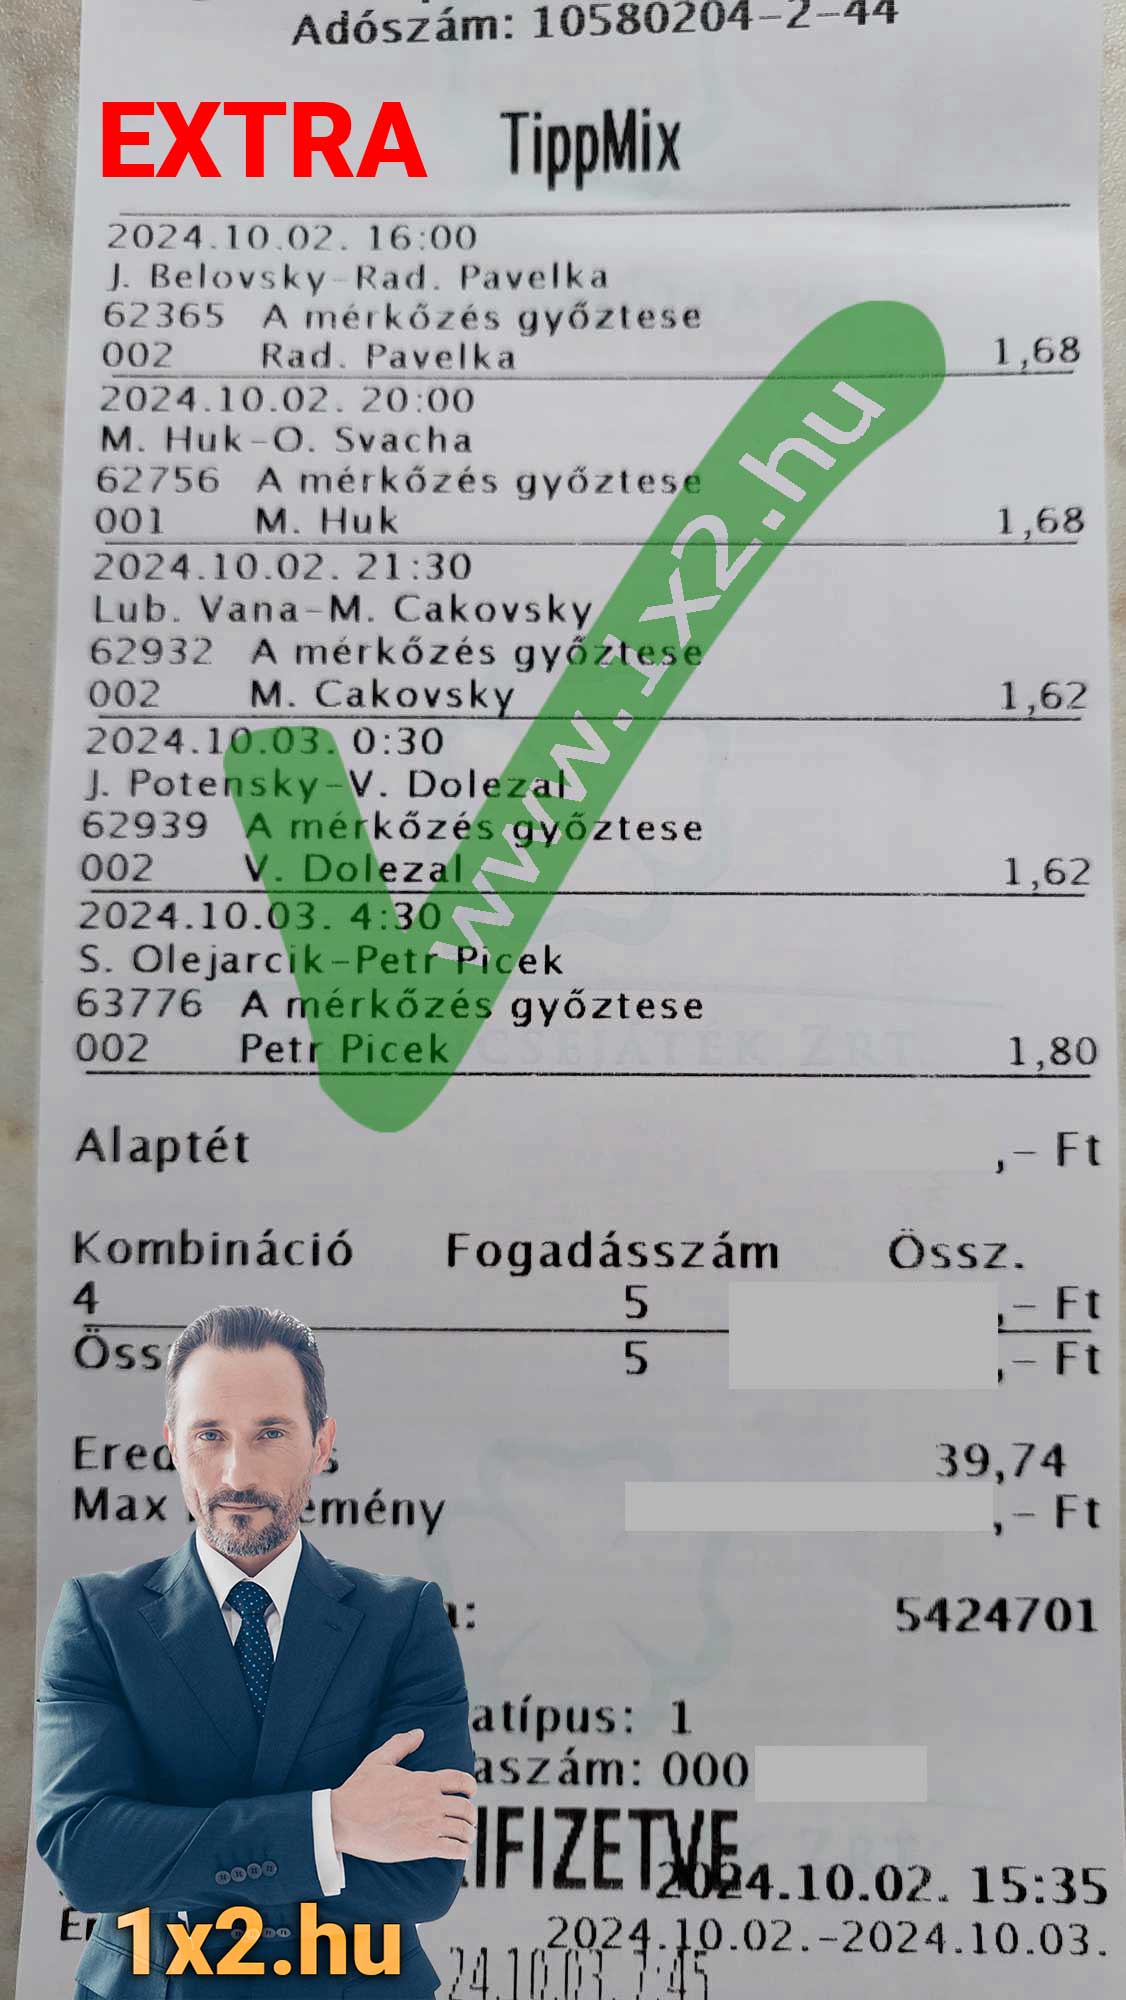 Adószám: 10580204-2-44
EXTRA TippMix
2024.10.02. 16:00
J. Belovsky-Rad. Pavelka
62365 A mérkőzés győztese
002 Rad. Pavelka 1,68
2024.10.02. 20:00
M. Huk-O. Svacha
62756 A mérkőzés győztese
001 M. Huk 1,68
2024.10.02. 21:30
Lub. Vana-M. Cakovsky
62932 A mérkőzés győztese
002 M. Cakovsky 1,62
2024.10.03. 0:30
J. Potensky-V. Dolezal
62939 A mérkőzés győztese
002 V. Dolezal 1,62
2024.10.03. 4:30
S. Olejarcik-Petr Picek
63776 A mérkőzés győztese
002 Petr Picek 1,80
www.1x2.hu
Alaptét ,- Ft
Kombináció Fogadásszám Össz.
4 5 ,- Ft
5 ,- Ft
39,74
Max ,- Ft
5424701
1
000
2024.10.02. 15:35
2024.10.02.-2024.10.03.
1x2.hu